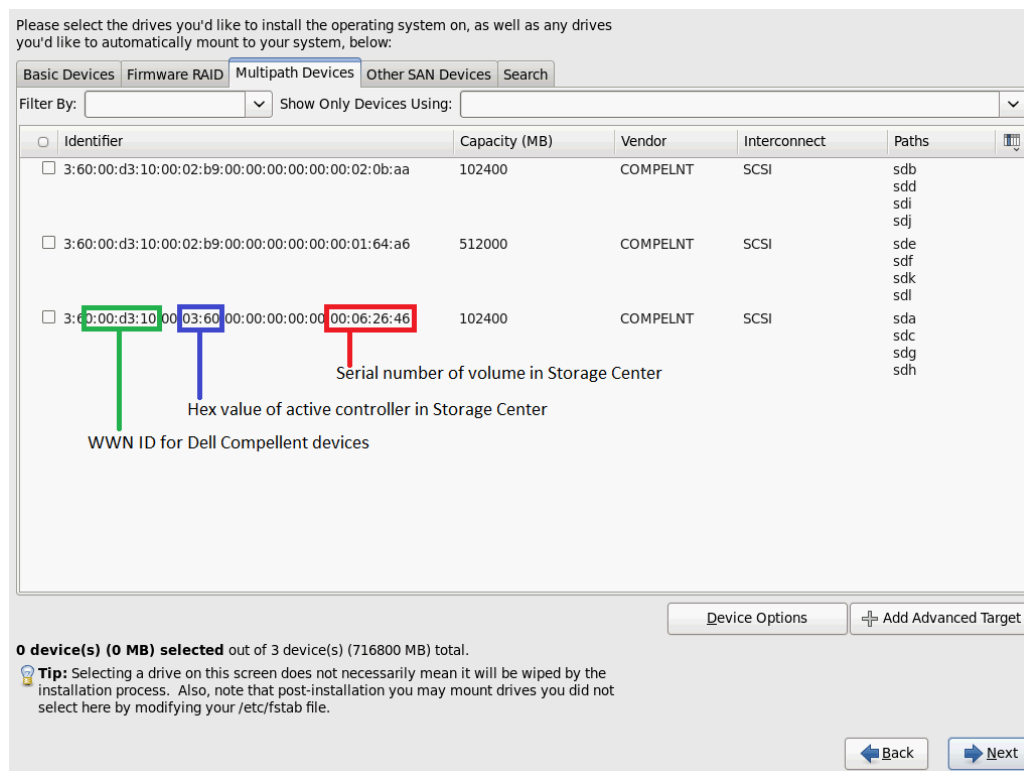 Please select the drives you'd like to install the operating system on, as well as any drives
you'd like to automatically mount to your system, below:
Basic Devices Firmware RAID Multipath Devices Other SAN Devices Search
Filter By: Show Only Devices Using:
Identifier Capacity (MB) Vendor Interconnect Paths
3:60:00:d3:10:00:02:b9:00:00:00:00:00:00:02:0b:aa 102400 COMPELNT SCSI sdb
sdd
sdi
sdj
3:60:00:d3:10:00:02:b9:00:00:00:00:00:00:01:64:a6 512000 COMPELNT SCSI sde
sdf
sdk
sdl
3:60:00:d3:10:00:03:60:00:00:00:00:00:00:06:26:46 102400 COMPELNT SCSI sda
sdc
sdg
sdh
Serial number of volume in Storage Center
Hex value of active controller in Storage Center
WWN ID for Dell Compellent devices
Device Options Add Advanced Target
0 device(s) (0 MB) selected out of 3 device(s) (716800 MB) total.
Tip: Selecting a drive on this screen does not necessarily mean it will be wiped by the
installation process. Also, note that post-installation you may mount drives you did not
select here by modifying your /etc/fstab file.
Back Next